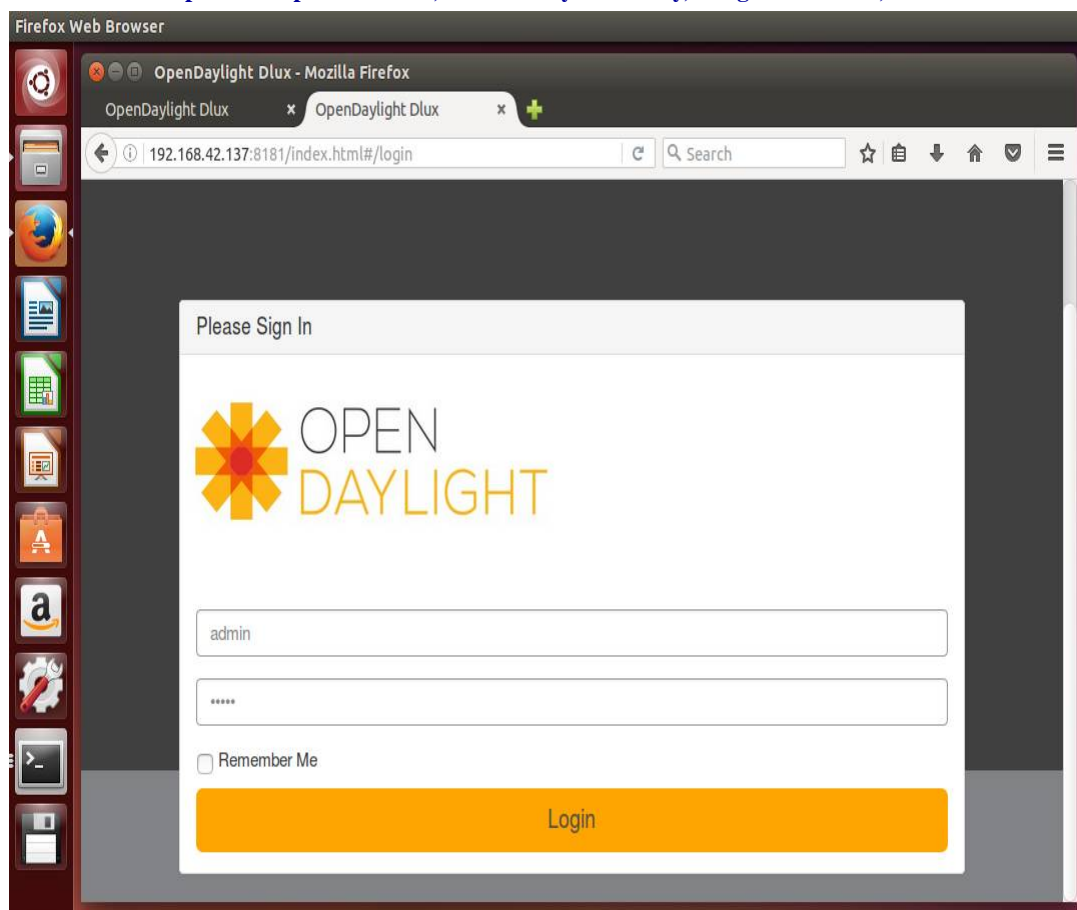 Firefox Web Browser
OpenDaylight Dlux - Mozilla Firefox
OpenDaylight Dlux × OpenDaylight Dlux ×
192.168.42.137:8181/index.html#/login Search
Please Sign In
OPEN
DAYLIGHT
admin
•••••
Remember Me
Login